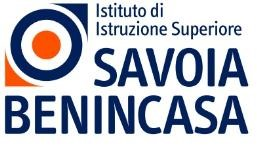 Istituto di
Istruzione Superiore
SAVOIA
BENINCASA